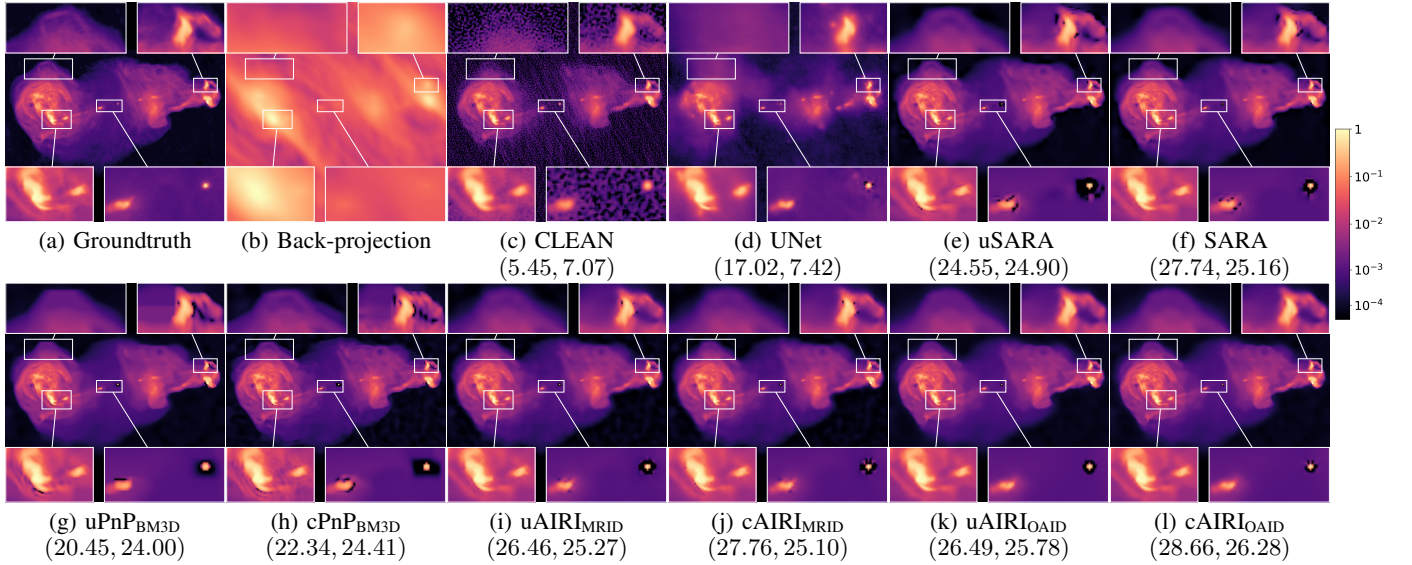 1
10⁻¹
10⁻²
10⁻³
10⁻⁴
(a) Groundtruth
(b) Back-projection
(c) CLEAN
(5.45, 7.07)
(d) UNet
(17.02, 7.42)
(e) uSARA
(24.55, 24.90)
(f) SARA
(27.74, 25.16)
(g) uPnP_BM3D
(20.45, 24.00)
(h) cPnP_BM3D
(22.34, 24.41)
(i) uAIRI_MRID
(26.46, 25.27)
(j) cAIRI_MRID
(27.76, 25.10)
(k) uAIRI_OAID
(26.49, 25.78)
(l) cAIRI_OAID
(28.66, 26.28)